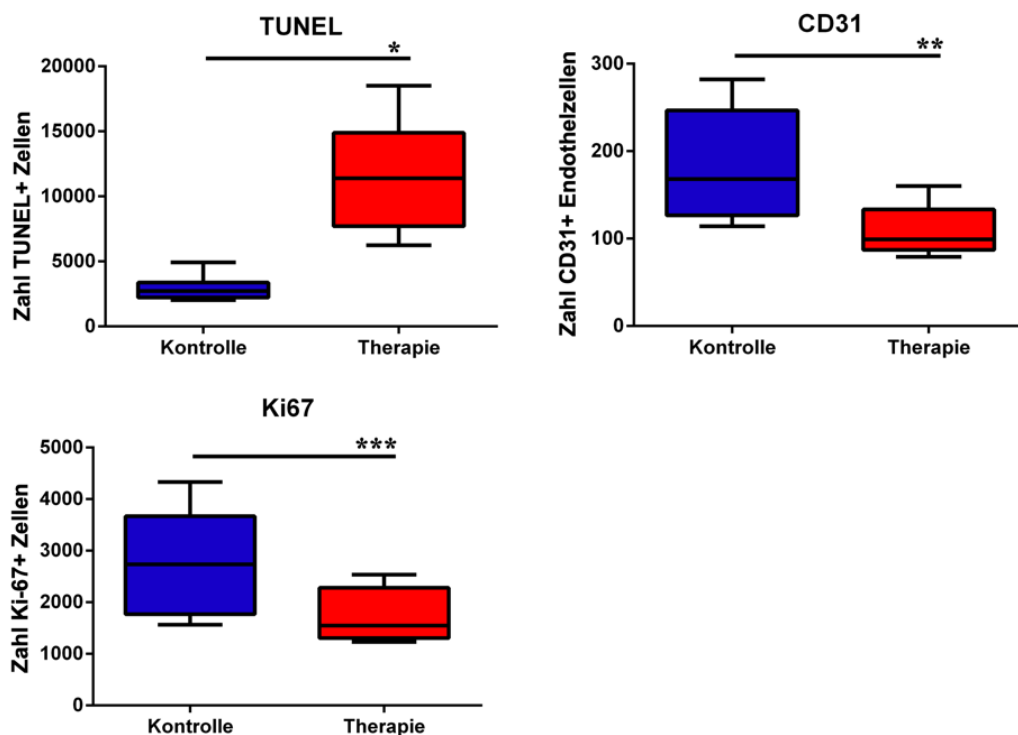 TUNEL
*
Zahl TUNEL+ Zellen
20000
15000
10000
5000
0
Kontrolle Therapie
CD31
**
Zahl CD31+ Endothelzellen
300
200
100
0
Kontrolle Therapie
Ki67
***
Zahl Ki-67+ Zellen
5000
4000
3000
2000
1000
0
Kontrolle Therapie